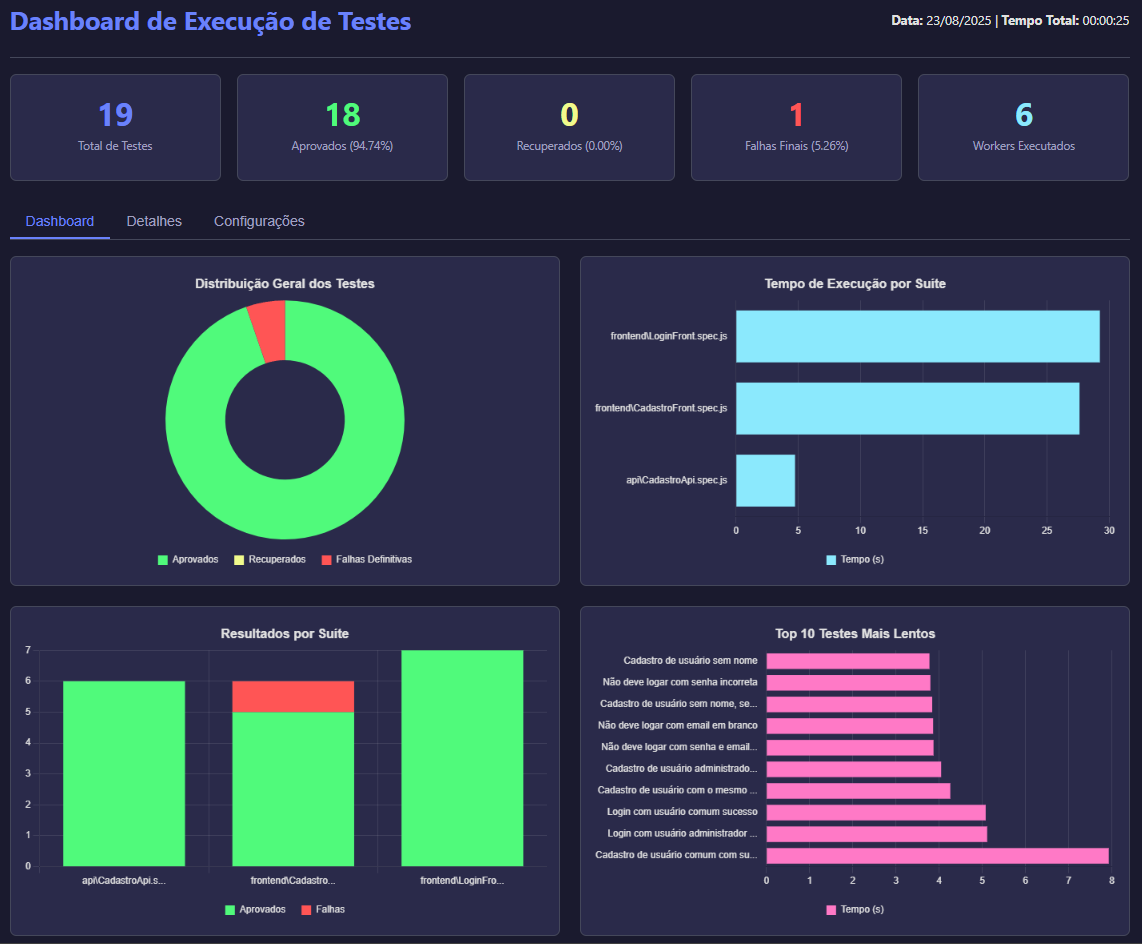 Dashboard de Execução de Testes
Data: 23/08/2025 | Tempo Total: 00:00:25
19
Total de Testes
18
Aprovados (94.74%)
0
Recuperados (0.00%)
1
Falhas Finais (5.26%)
6
Workers Executados
Dashboard
Detalhes
Configurações
Distribuição Geral dos Testes
Aprovados
Recuperados
Falhas Definitivas
Tempo de Execução por Suite
frontend\LoginFront.spec.js
frontend\CadastroFront.spec.js
api\CadastroApi.spec.js
0 5 10 15 20 25 30
Tempo (s)
Resultados por Suite
7
6
5
4
3
2
1
0
api\CadastroApi.s...
frontend\Cadastro...
frontend\LoginFro...
Aprovados
Falhas
Top 10 Testes Mais Lentos
Cadastro de usuário sem nome
Não deve logar com senha incorreta
Cadastro de usuário sem nome, se...
Não deve logar com email em branco
Não deve logar com senha e email...
Cadastro de usuário administrado...
Cadastro de usuário com o mesmo ...
Login com usuário comum sucesso
Login com usuário administrador ...
Cadastro de usuário comum com su...
0 1 2 3 4 5 6 7 8
Tempo (s)